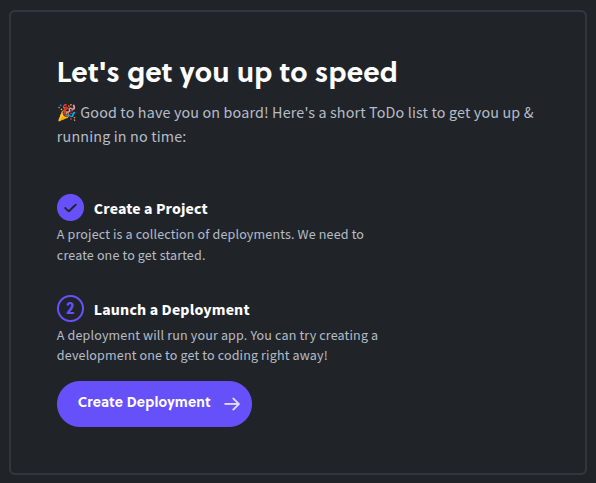 Let's get you up to speed
🎉 Good to have you on board! Here's a short ToDo list to get you up &
running in no time:
Create a Project
A project is a collection of deployments. We need to
create one to get started.
2 Launch a Deployment
A deployment will run your app. You can try creating a
development one to get to coding right away!
Create Deployment →